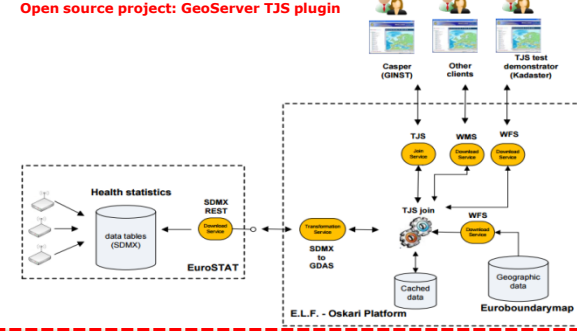 Open source project: GeoServer TJS plugin
Casper
(GINST)
Other
clients
TJS test
demonstrator
(Kadaster)
TJS
WMS
WFS
Join
Service
Download
Service
Download
Service
Health statistics
SDMX
REST
data tables
(SDMX)
Download
Service
EuroSTAT
Transformation
Service
SDMX
to
GDAS
TJS join
WFS
Download
Service
Cached
data
Geographic
data
E.L.F. - Oskari Platform
Euroboundarymap